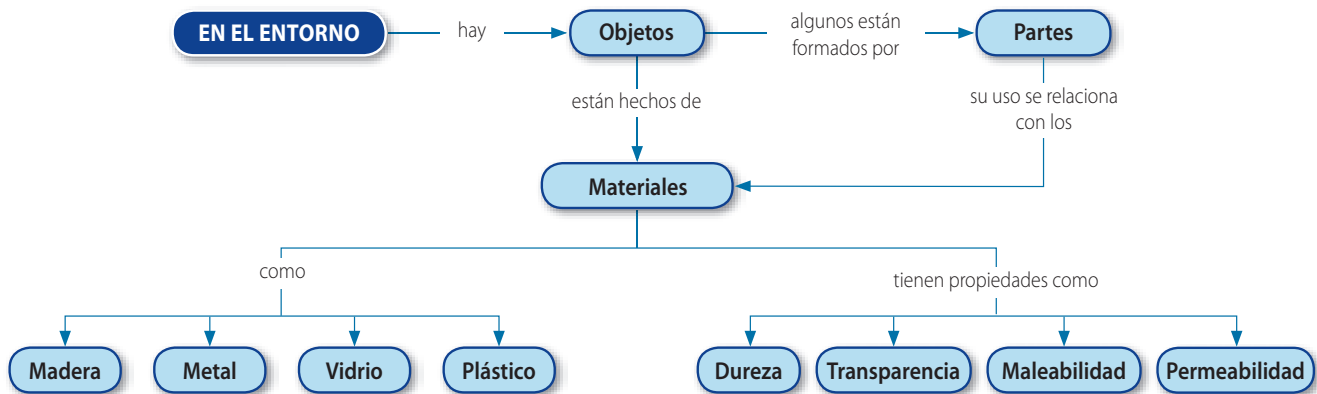 EN EL ENTORNO
hay
Objetos
algunos están
formados por
Partes
están hechos de
su uso se relaciona
con los
Materiales
como
tienen propiedades como
Madera
Metal
Vidrio
Plástico
Dureza
Transparencia
Maleabilidad
Permeabilidad